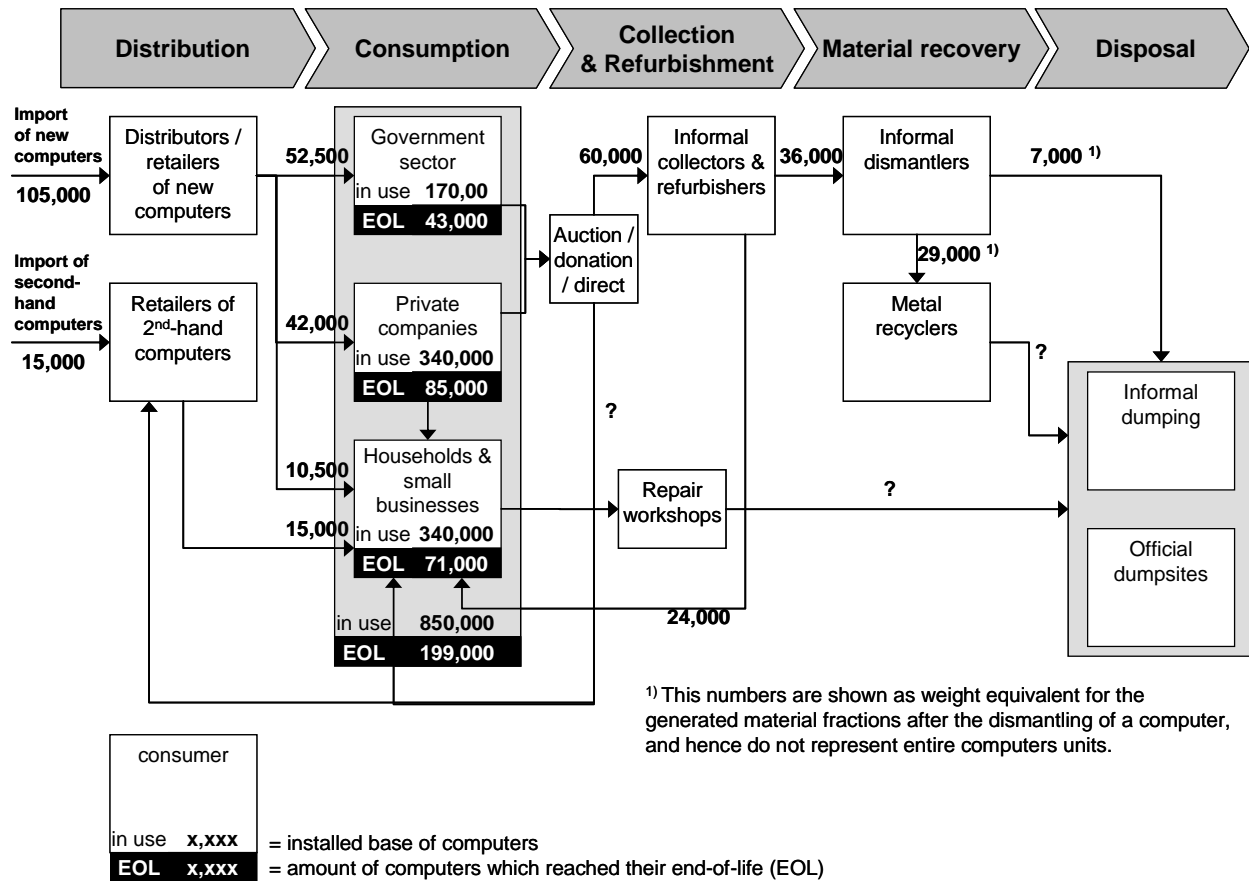 Distribution
Consumption
Collection
& Refurbishment
Material recovery
Disposal
Import
of new
computers
105,000
Distributors /
retailers
of new
computers
52,500
Government
sector
in use 170,00
EOL 43,000
60,000
Informal
collectors &
refurbishers
36,000
Informal
dismantlers
7,000 1)
Auction /
donation
/ direct
29,000 1)
Import of
second-
hand
computers
15,000
Retailers of
2nd-hand
computers
42,000
Private
companies
in use 340,000
EOL 85,000
Metal
recyclers
?
?
Informal
dumping
10,500
15,000
Households &
small
businesses
in use 340,000
EOL 71,000
Repair
workshops
?
Official
dumpsites
24,000
in use 850,000
EOL 199,000
1) This numbers are shown as weight equivalent for the
generated material fractions after the dismantling of a computer,
and hence do not represent entire computers units.
consumer
in use x,xxx = installed base of computers
EOL x,xxx = amount of computers which reached their end-of-life (EOL)